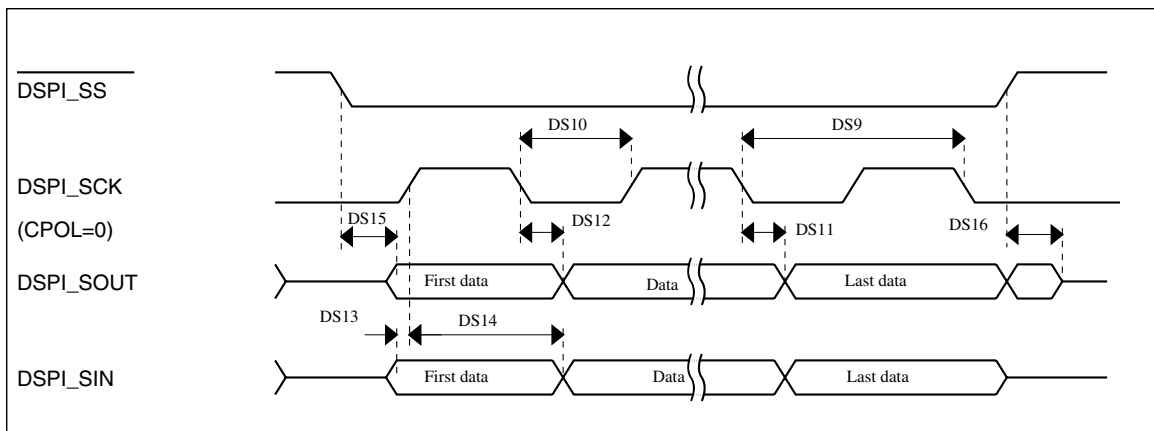 DSPI_SS
DS10
DS9
DSPI_SCK
(CPOL=0)
DS15
DS12
DS11
DS16
DSPI_SOUT
First data
Data
Last data
DS13
DS14
DSPI_SIN
First data
Data
Last data